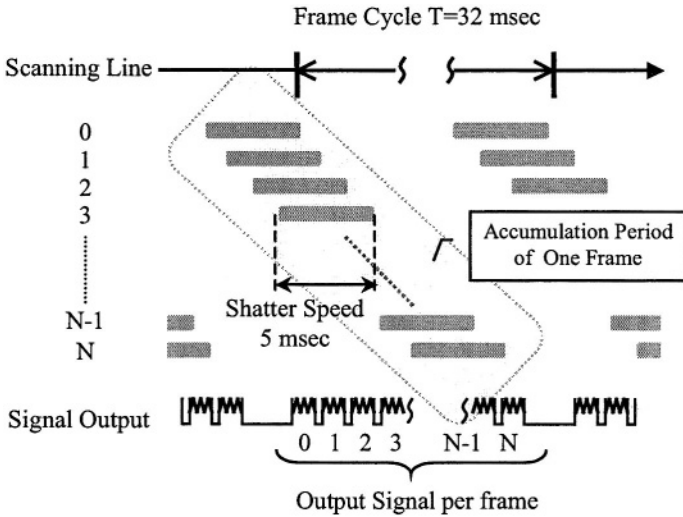 Frame Cycle T=32 msec
Scanning Line
0
1
2
3
Accumulation Period
of One Frame
Shatter Speed
5 msec
N-1
N
Signal Output
0 1 2 3 N-1 N
Output Signal per frame